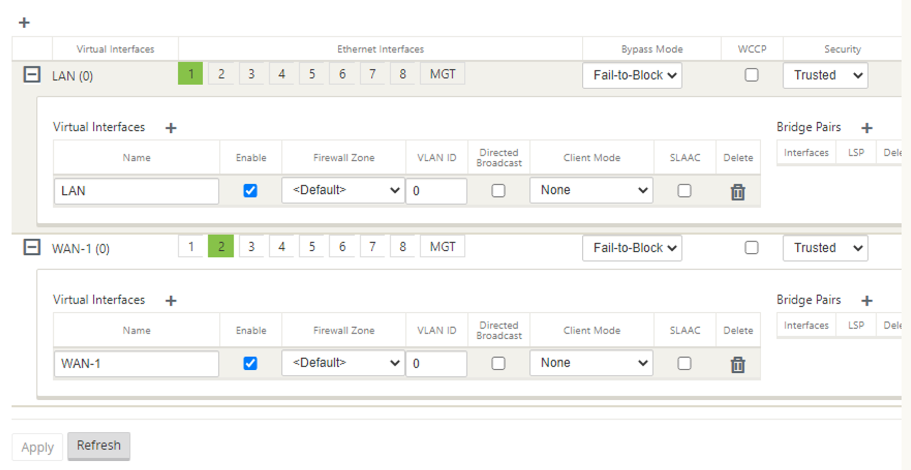 +
Virtual Interfaces Ethernet Interfaces Bypass Mode WCCP Security
LAN (0) 1 2 3 4 5 6 7 8 MGT Fail-to-Block Trusted
Virtual Interfaces + Bridge Pairs +
Name Enable Firewall Zone VLAN ID Directed Broadcast Client Mode SLAAC Delete Interfaces LSP Dele
LAN <Default> 0 None
WAN-1 (0) 1 2 3 4 5 6 7 8 MGT Fail-to-Block Trusted
Virtual Interfaces + Bridge Pairs +
Name Enable Firewall Zone VLAN ID Directed Broadcast Client Mode SLAAC Delete Interfaces LSP Dele
WAN-1 <Default> 0 None
Apply Refresh